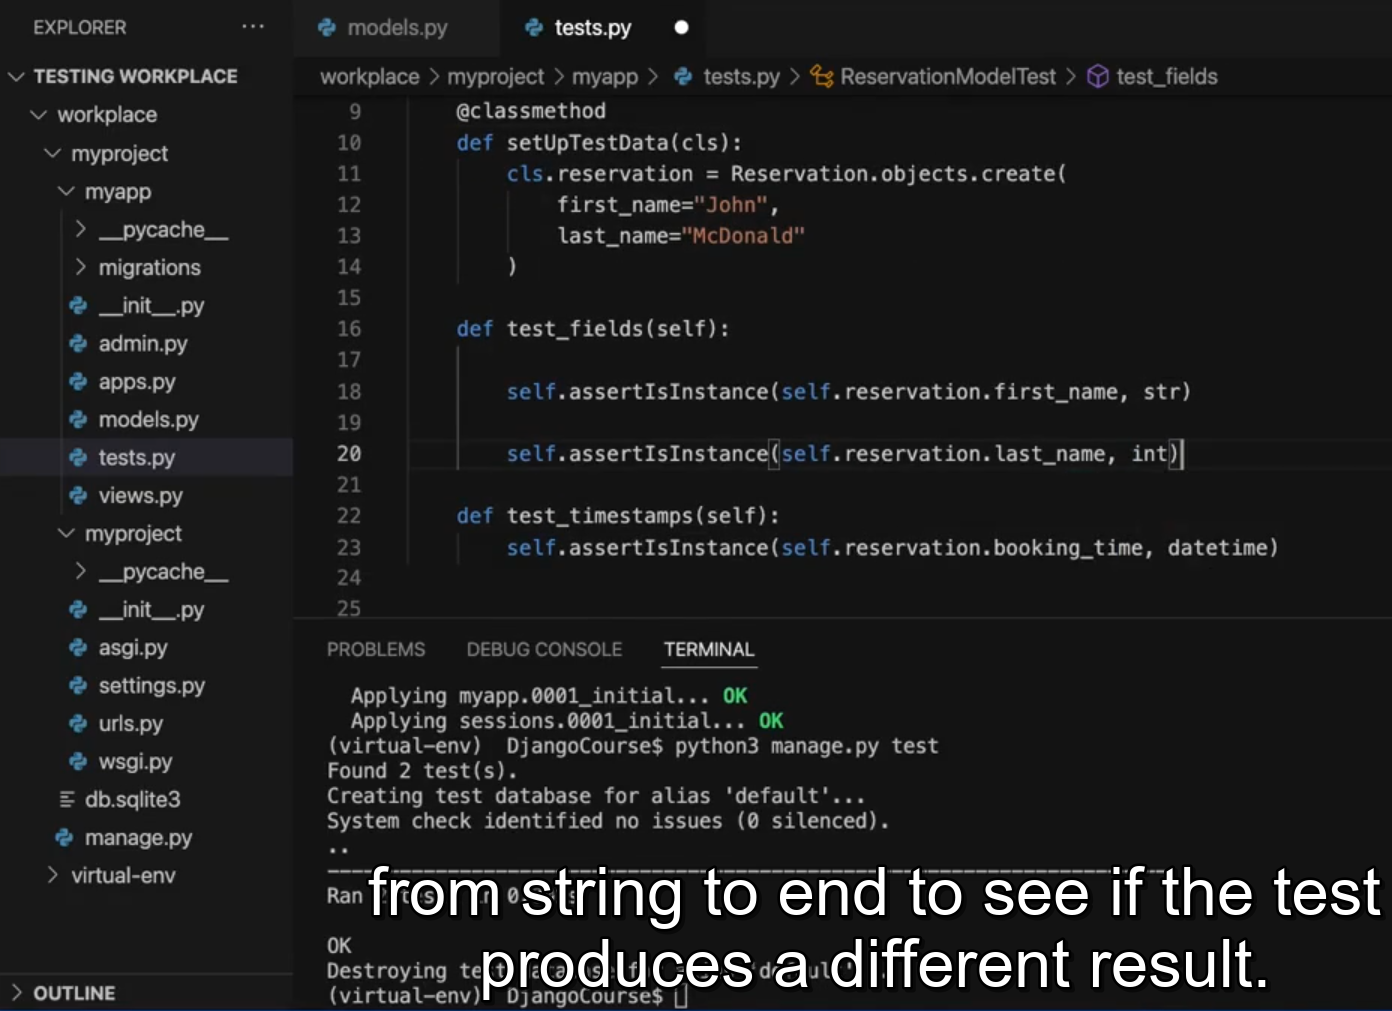 EXPLORER ···
TESTING WORKPLACE
workplace
myproject
myapp
__pycache__
migrations
__init__.py
admin.py
apps.py
models.py
tests.py
views.py
myproject
__pycache__
__init__.py
asgi.py
settings.py
urls.py
wsgi.py
db.sqlite3
manage.py
virtual-env
OUTLINE
models.py tests.py
workplace > myproject > myapp > tests.py > ReservationModelTest > test_fields
9 @classmethod
10 def setUpTestData(cls):
11 cls.reservation = Reservation.objects.create(
12 first_name="John",
13 last_name="McDonald"
14 )
15
16 def test_fields(self):
17
18 self.assertIsInstance(self.reservation.first_name, str)
19
20 self.assertIsInstance(self.reservation.last_name, int)
21
22 def test_timestamps(self):
23 self.assertIsInstance(self.reservation.booking_time, datetime)
24
25
PROBLEMS DEBUG CONSOLE TERMINAL
Applying myapp.0001_initial... OK
Applying sessions.0001_initial... OK
(virtual-env) DjangoCourse$ python3 manage.py test
Found 2 test(s).
Creating test database for alias 'default'...
System check identified no issues (0 silenced).
..
Ran
OK
Destroying
(virtual-env) DjangoCourse$
from string to end to see if the test
produces a different result.